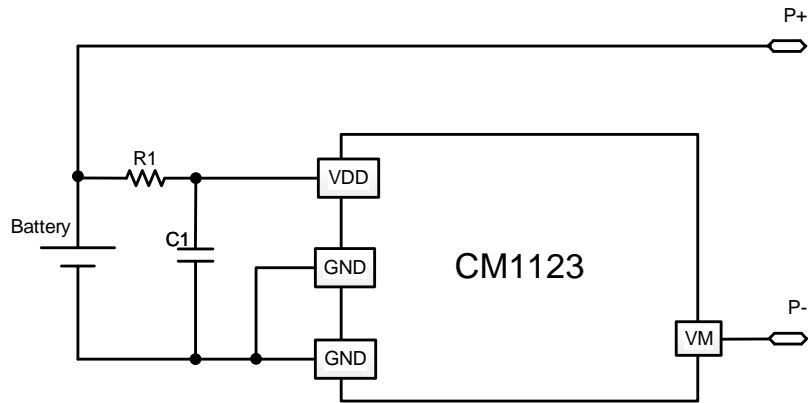 P+
R1
VDD
Battery
C1
GND
CM1123
P-
VM
GND